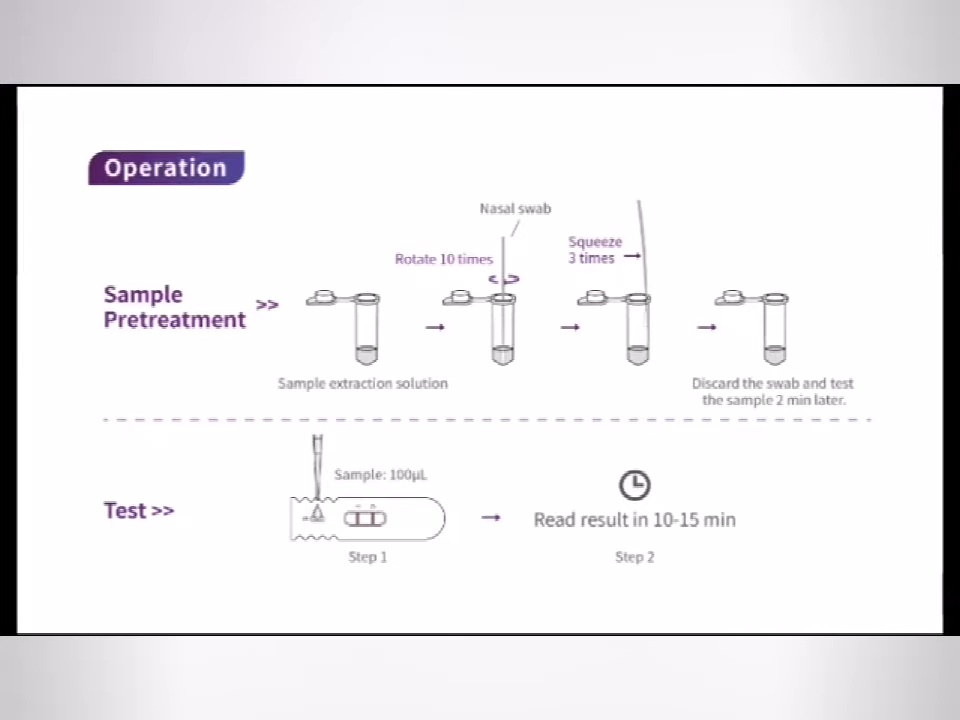 Operation
Nasal swab
Rotate 10 times
Squeeze
3 times
Sample
Pretreatment >>
Sample extraction solution
Discard the swab and test
the sample 2 min later.
Sample: 100μL
Test >>
Read result in 10-15 min
Step 1
Step 2